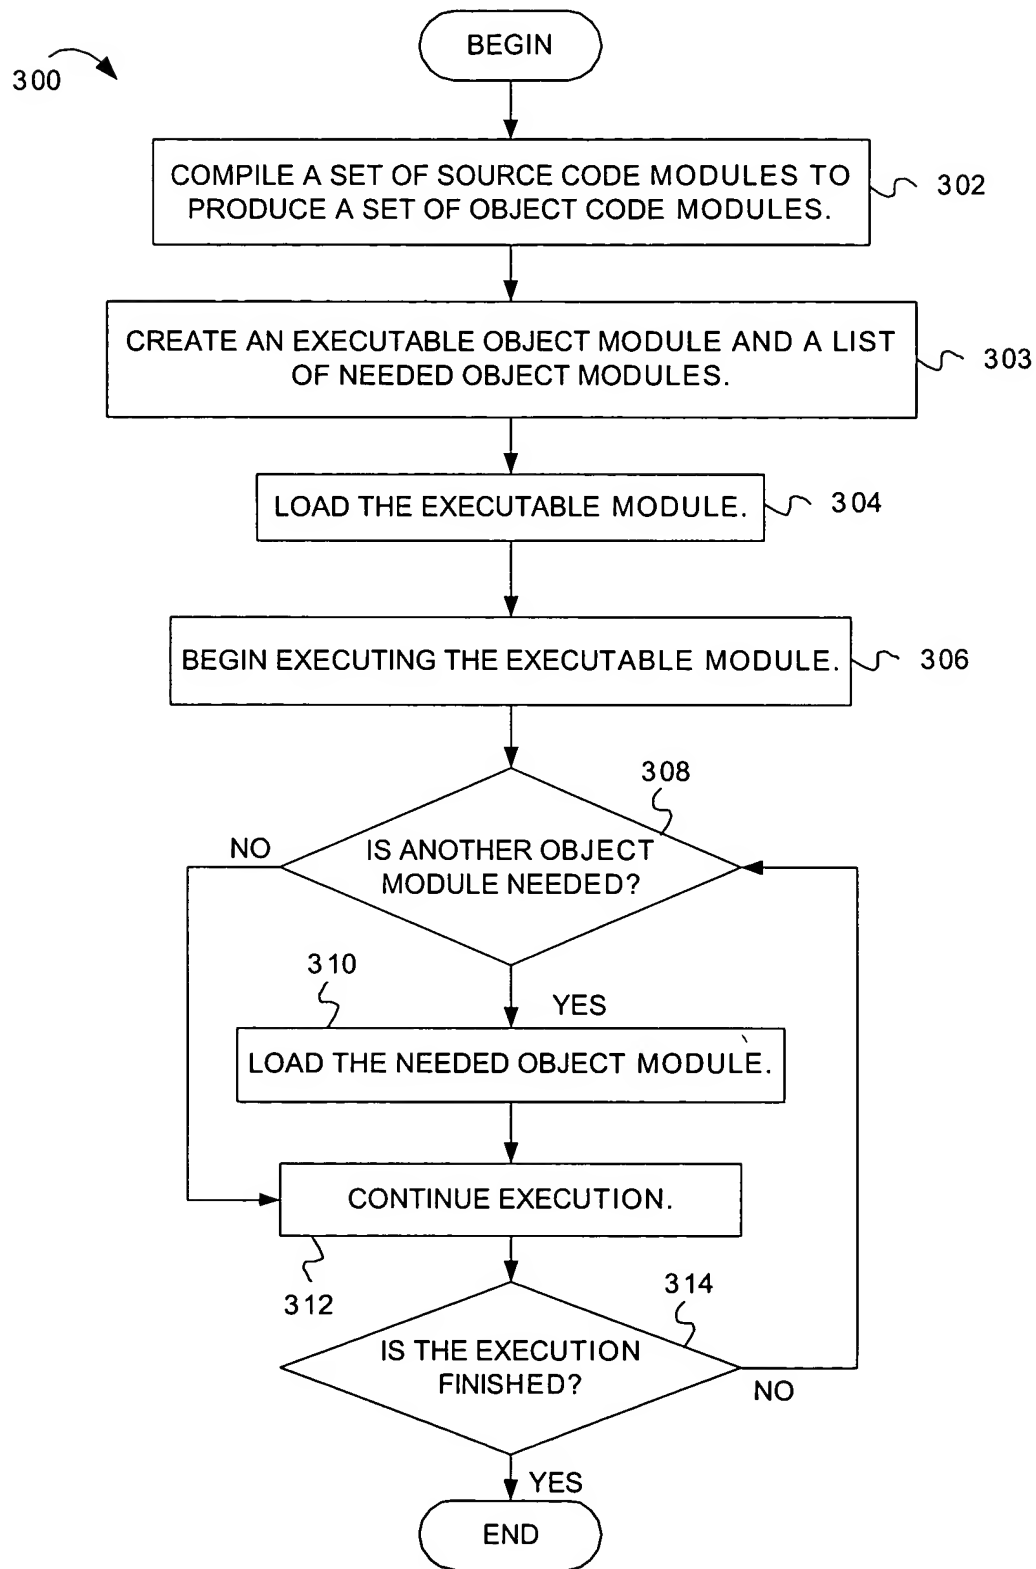 BEGIN
300
COMPILE A SET OF SOURCE CODE MODULES TO
PRODUCE A SET OF OBJECT CODE MODULES.
302
CREATE AN EXECUTABLE OBJECT MODULE AND A LIST
OF NEEDED OBJECT MODULES.
303
LOAD THE EXECUTABLE MODULE.
304
BEGIN EXECUTING THE EXECUTABLE MODULE.
306
308
NO
IS ANOTHER OBJECT
MODULE NEEDED?
310
YES
LOAD THE NEEDED OBJECT MODULE.
CONTINUE EXECUTION.
312
314
IS THE EXECUTION
FINISHED?
NO
YES
END